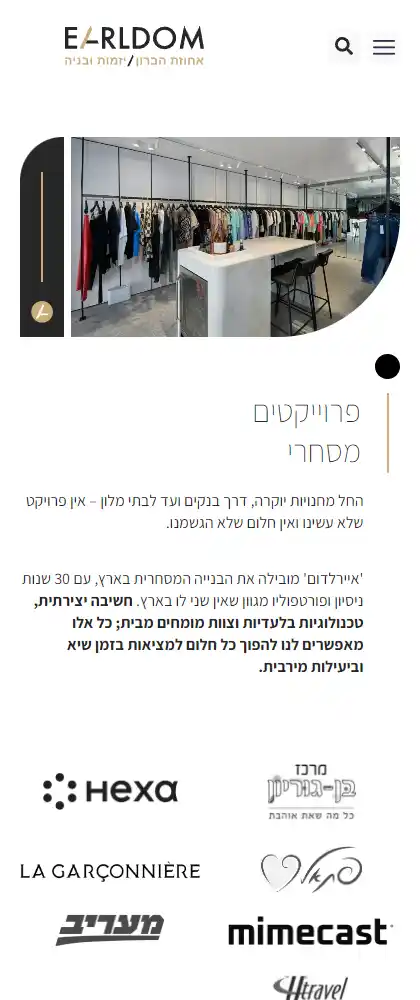 EARLDOM
אחוזת הברון/יזמות ובניה
פרוייקטים
מסחרי
החל מחנויות יוקרה, דרך בנקים ועד לבתי מלון – אין פרויקט
שלא עשינו ואין חלום שלא הגשמנו.
'איירלדום' מובילה את הבנייה המסחרית בארץ, עם 30 שנות
ניסיון ופורטפוליו מגוון שאין שני לו בארץ. חשיבה יצירתית,
טכנולוגיות בלעדיות וצוות מומחים מבית; כל אלו
מאפשרים לנו להפוך כל חלום למציאות בזמן שיא
וביעילות מירבית.
מרכז
בן-גוריון
כל מה שאת אוהבת
Hexa
פתאל
LA GARÇONNIÈRE
mimecast
מעריב
Htravel